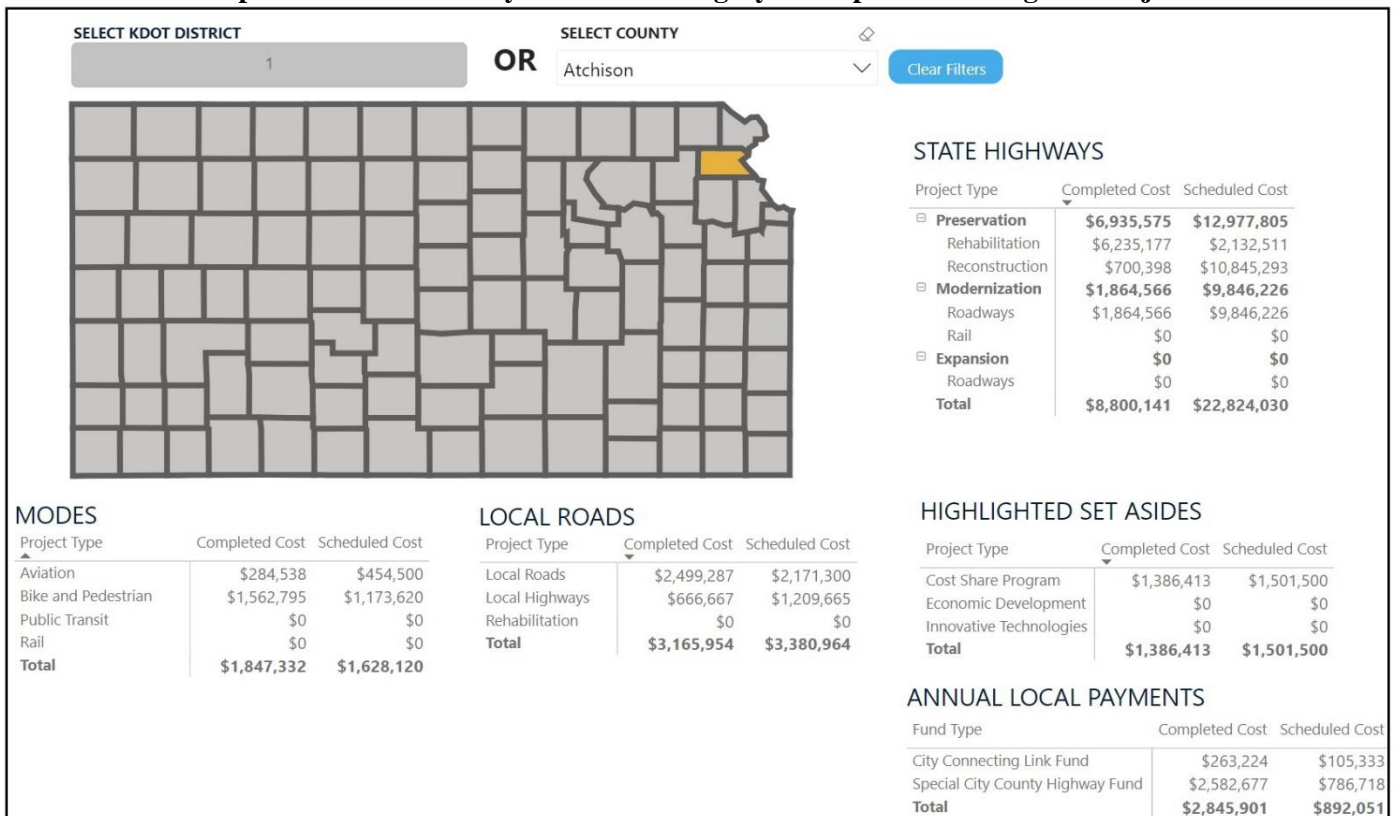 SELECT KDOT DISTRICT
1
OR
SELECT COUNTY
Atchison
Clear Filters
STATE HIGHWAYS
Project Type Completed Cost Scheduled Cost
Preservation $6,935,575 $12,977,805
Rehabilitation $6,235,177 $2,132,511
Reconstruction $700,398 $10,845,293
Modernization $1,864,566 $9,846,226
Roadways $1,864,566 $9,846,226
Rail $0 $0
Expansion $0 $0
Roadways $0 $0
Total $8,800,141 $22,824,030
MODES
Project Type Completed Cost Scheduled Cost
Aviation $284,538 $454,500
Bike and Pedestrian $1,562,795 $1,173,620
Public Transit $0 $0
Rail $0 $0
Total $1,847,332 $1,628,120
LOCAL ROADS
Project Type Completed Cost Scheduled Cost
Local Roads $2,499,287 $2,171,300
Local Highways $666,667 $1,209,665
Rehabilitation $0 $0
Total $3,165,954 $3,380,964
HIGHLIGHTED SET ASIDES
Project Type Completed Cost Scheduled Cost
Cost Share Program $1,386,413 $1,501,500
Economic Development $0 $0
Innovative Technologies $0 $0
Total $1,386,413 $1,501,500
ANNUAL LOCAL PAYMENTS
Fund Type Completed Cost Scheduled Cost
City Connecting Link Fund $263,224 $105,333
Special City County Highway Fund $2,582,677 $786,718
Total $2,845,901 $892,051